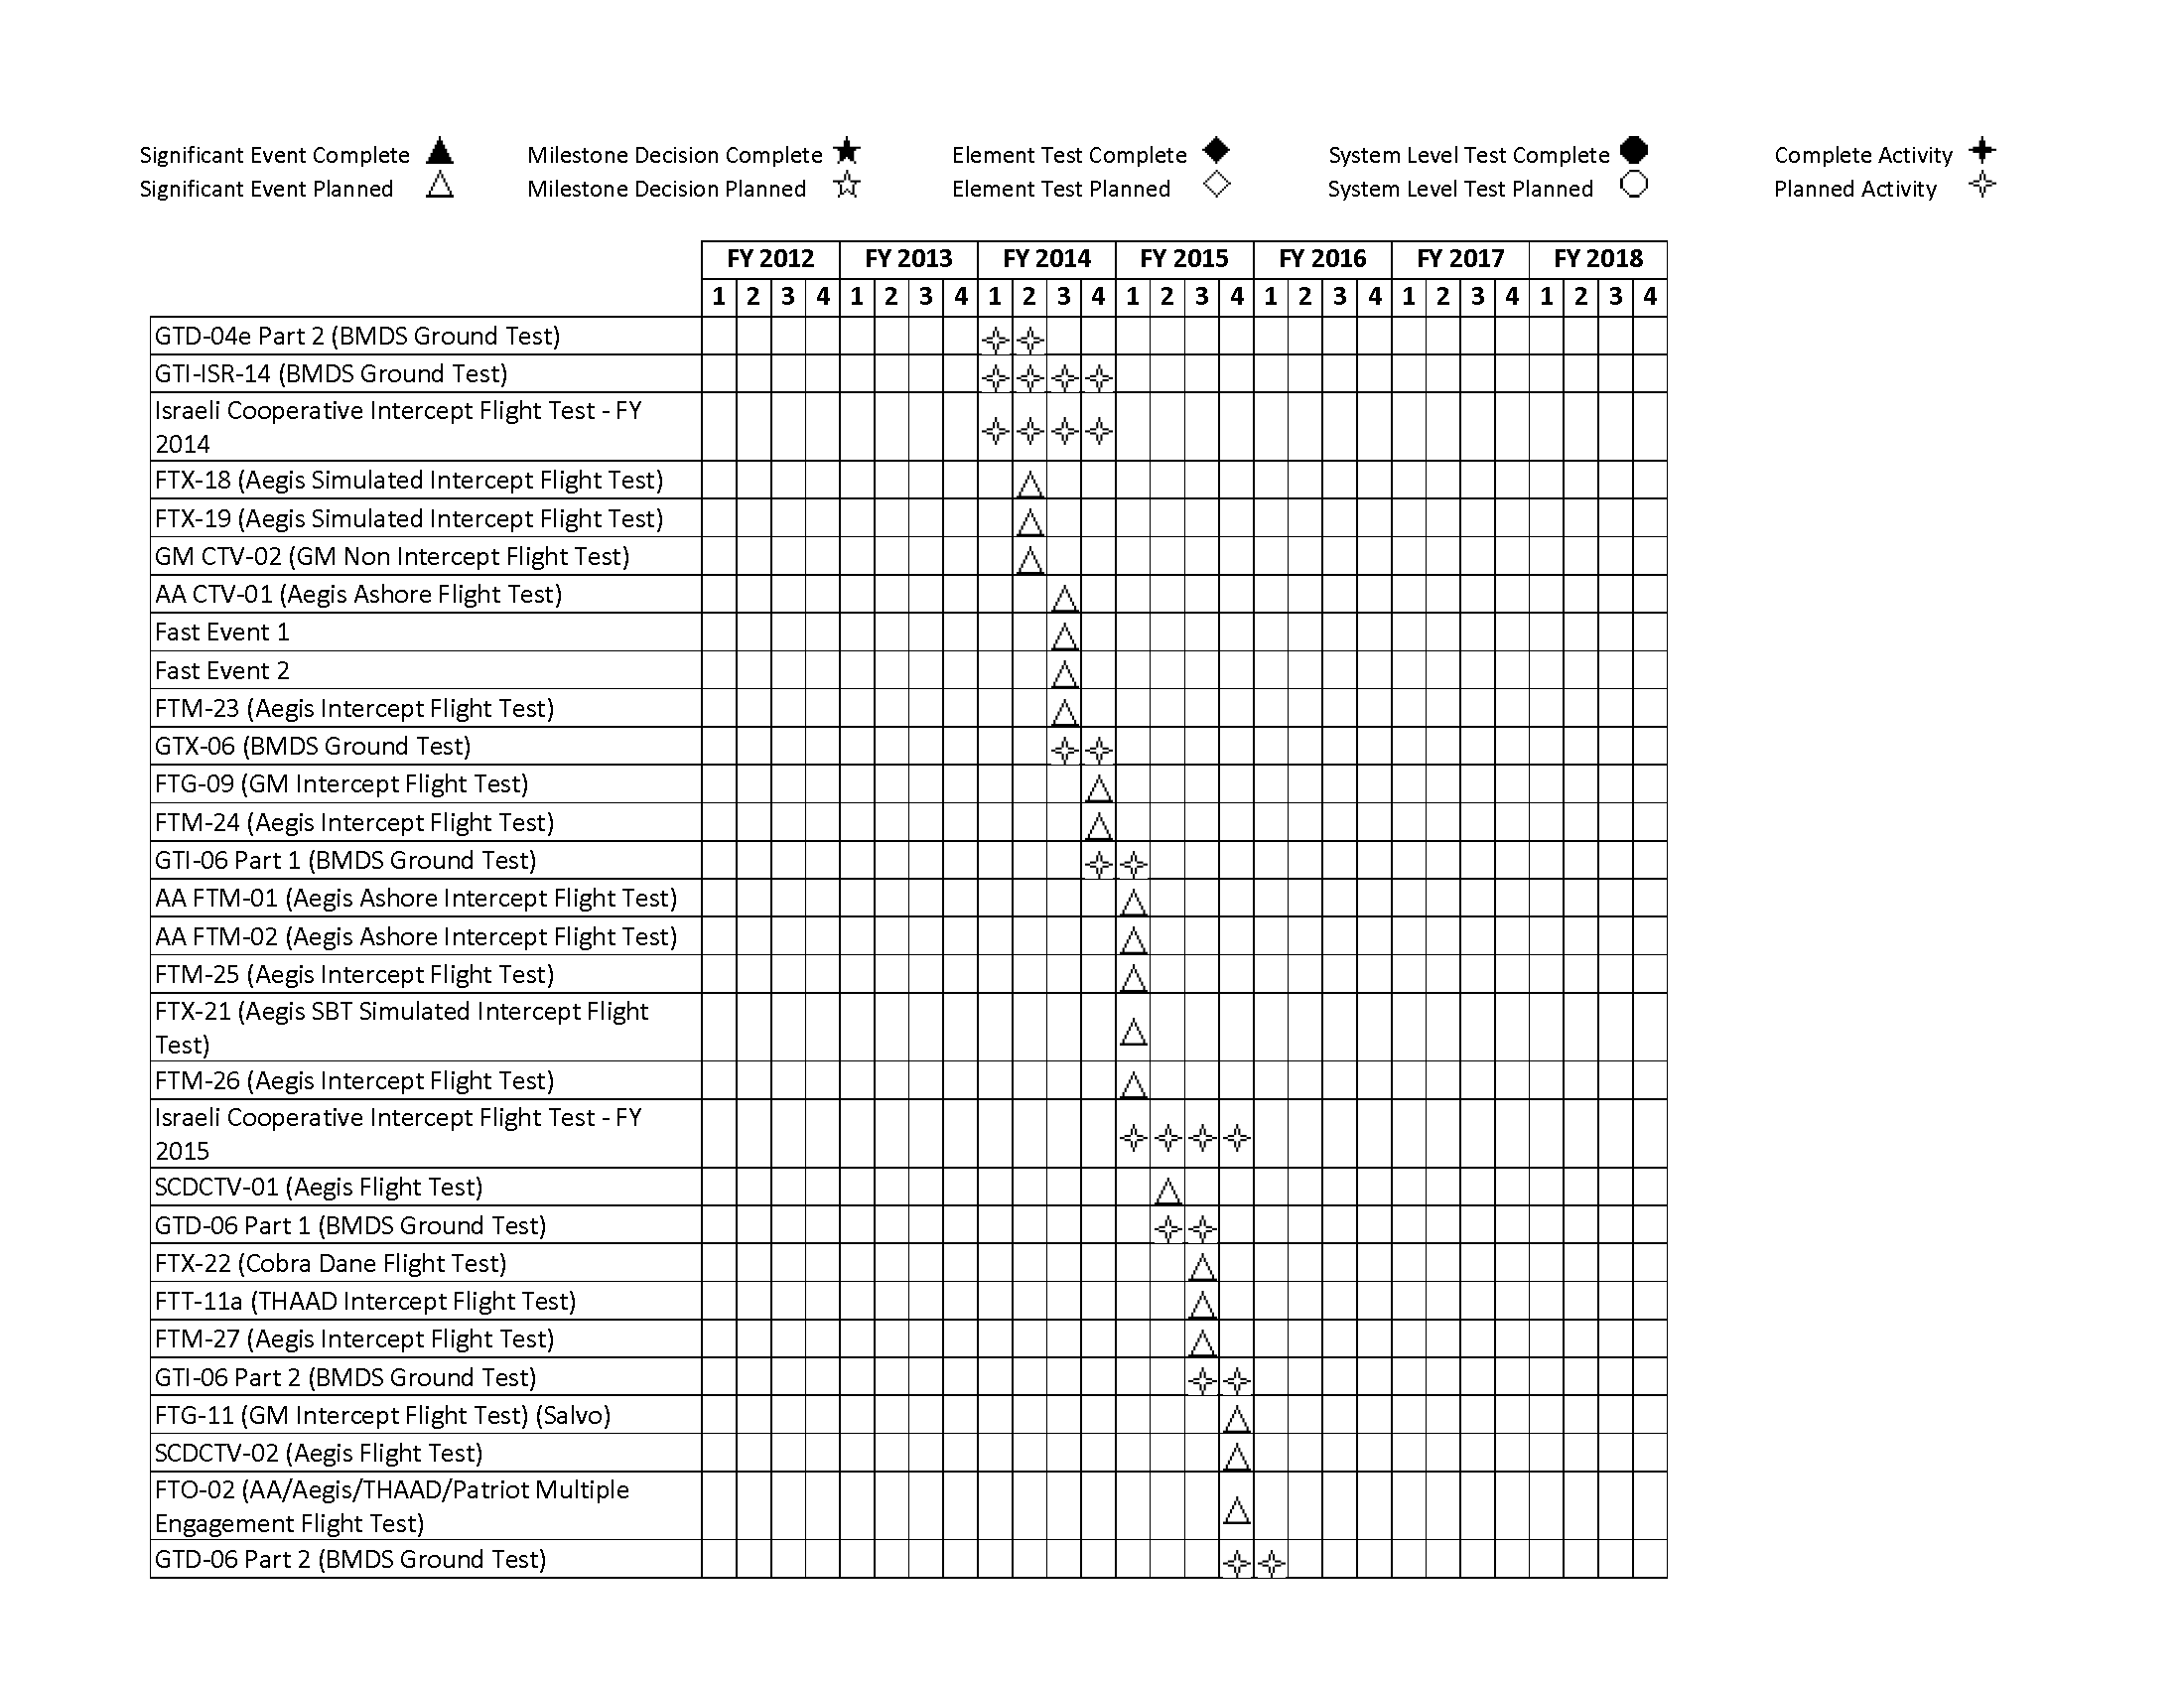 Significant Event Complete Milestone Decision Complete Element Test Complete System Level Test Complete Complete Activity
Significant Event Planned Milestone Decision Planned Element Test Planned System Level Test Planned Planned Activity
FY 2012 FY 2013 FY 2014 FY 2015 FY 2016 FY 2017 FY 2018
1 2 3 4 1 2 3 4 1 2 3 4 1 2 3 4 1 2 3 4 1 2 3 4 1 2 3 4
GTD-04e Part 2 (BMDS Ground Test)
GTI-ISR-14 (BMDS Ground Test)
Israeli Cooperative Intercept Flight Test - FY
2014
FTX-18 (Aegis Simulated Intercept Flight Test)
FTX-19 (Aegis Simulated Intercept Flight Test)
GM CTV-02 (GM Non Intercept Flight Test)
AA CTV-01 (Aegis Ashore Flight Test)
Fast Event 1
Fast Event 2
FTM-23 (Aegis Intercept Flight Test)
GTX-06 (BMDS Ground Test)
FTG-09 (GM Intercept Flight Test)
FTM-24 (Aegis Intercept Flight Test)
GTI-06 Part 1 (BMDS Ground Test)
AA FTM-01 (Aegis Ashore Intercept Flight Test)
AA FTM-02 (Aegis Ashore Intercept Flight Test)
FTM-25 (Aegis Intercept Flight Test)
FTX-21 (Aegis SBT Simulated Intercept Flight
Test)
FTM-26 (Aegis Intercept Flight Test)
Israeli Cooperative Intercept Flight Test - FY
2015
SCDCTV-01 (Aegis Flight Test)
GTD-06 Part 1 (BMDS Ground Test)
FTX-22 (Cobra Dane Flight Test)
FTT-11a (THAAD Intercept Flight Test)
FTM-27 (Aegis Intercept Flight Test)
GTI-06 Part 2 (BMDS Ground Test)
FTG-11 (GM Intercept Flight Test) (Salvo)
SCDCTV-02 (Aegis Flight Test)
FTO-02 (AA/Aegis/THAAD/Patriot Multiple
Engagement Flight Test)
GTD-06 Part 2 (BMDS Ground Test)